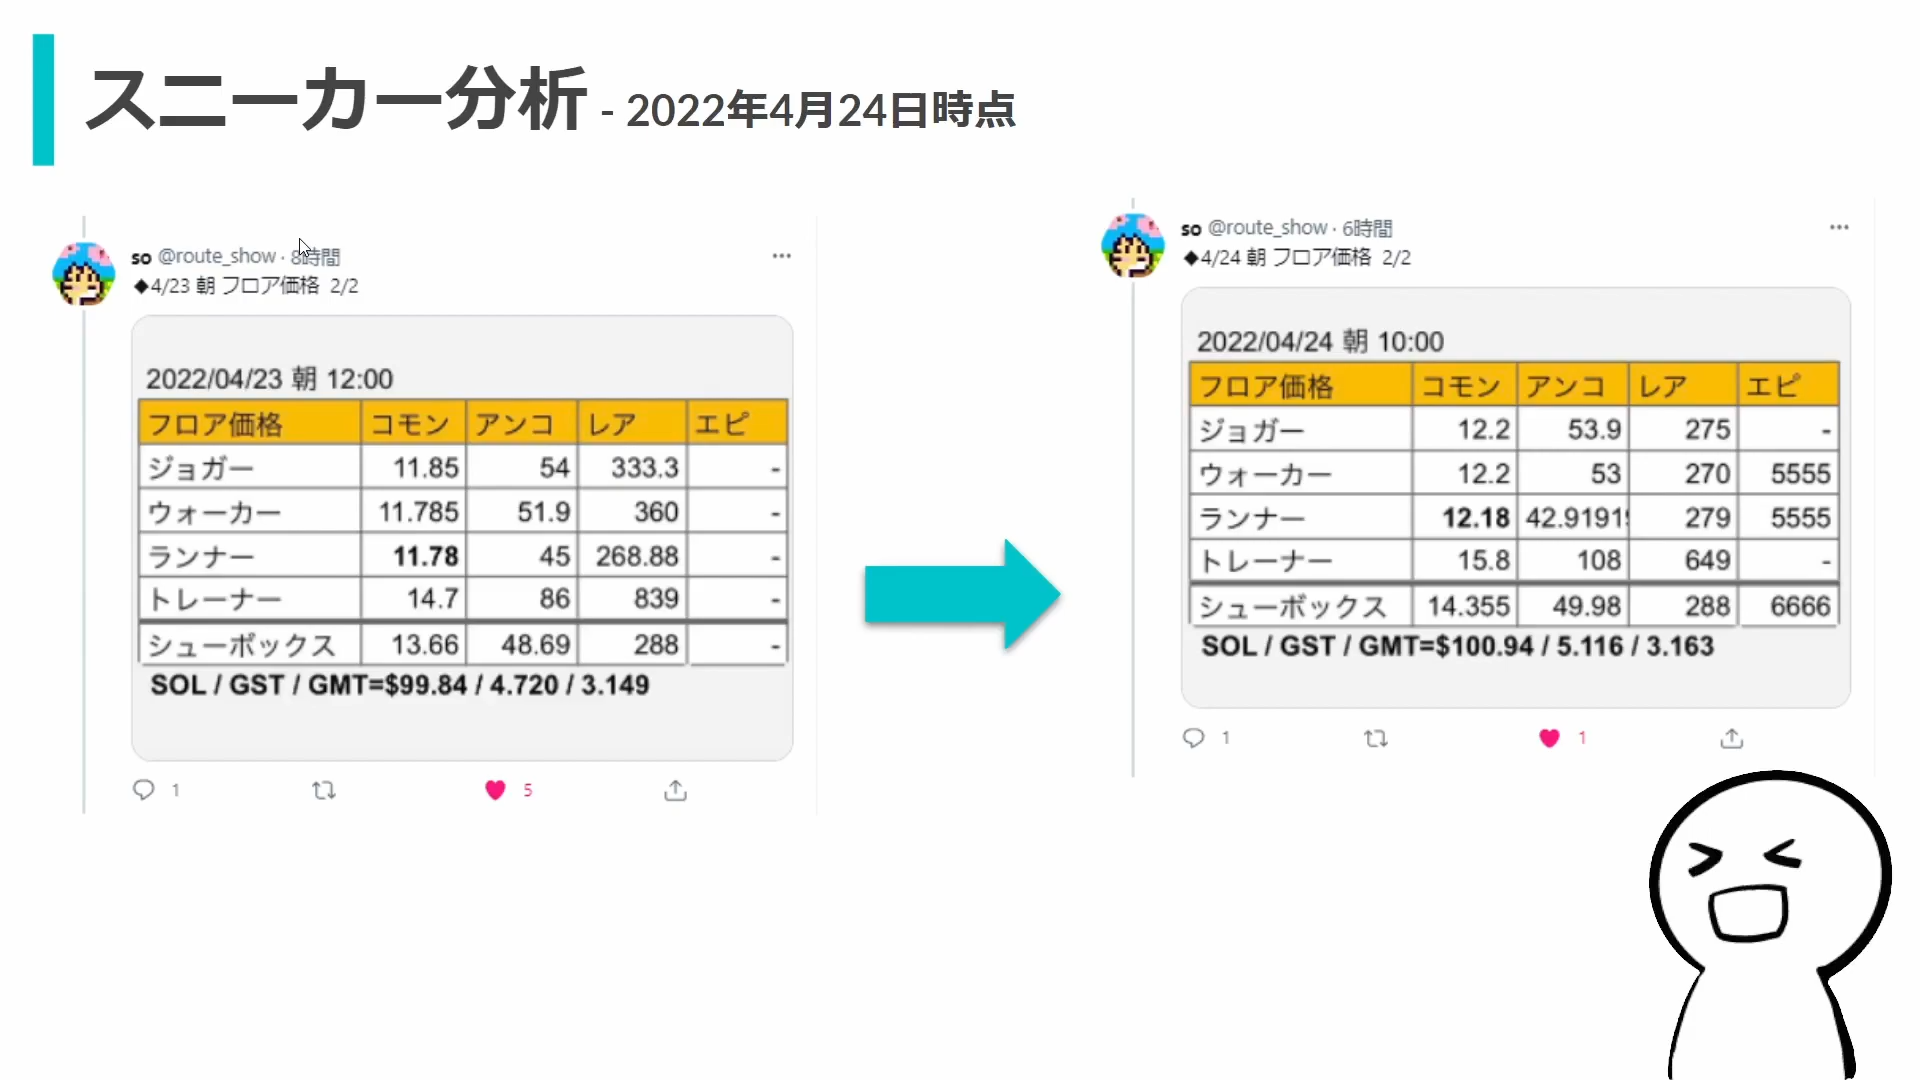 スニーカー分析 - 2022年4月24日時点
so @route_show · 8時間
◆4/23 朝 フロア価格 2/2
2022/04/23 朝 12:00
フロア価格 コモン アンコ レア エピ
ジョガー 11.85 54 333.3 -
ウォーカー 11.785 51.9 360 -
ランナー 11.78 45 268.88 -
トレーナー 14.7 86 839 -
シューボックス 13.66 48.69 288 -
SOL / GST / GMT=$99.84 / 4.720 / 3.149
1 5
so @route_show · 6時間
◆4/24 朝 フロア価格 2/2
2022/04/24 朝 10:00
フロア価格 コモン アンコ レア エピ
ジョガー 12.2 53.9 275 -
ウォーカー 12.2 53 270 5555
ランナー 12.18 42.9191 279 5555
トレーナー 15.8 108 649 -
シューボックス 14.355 49.98 288 6666
SOL / GST / GMT=$100.94 / 5.116 / 3.163
1 1